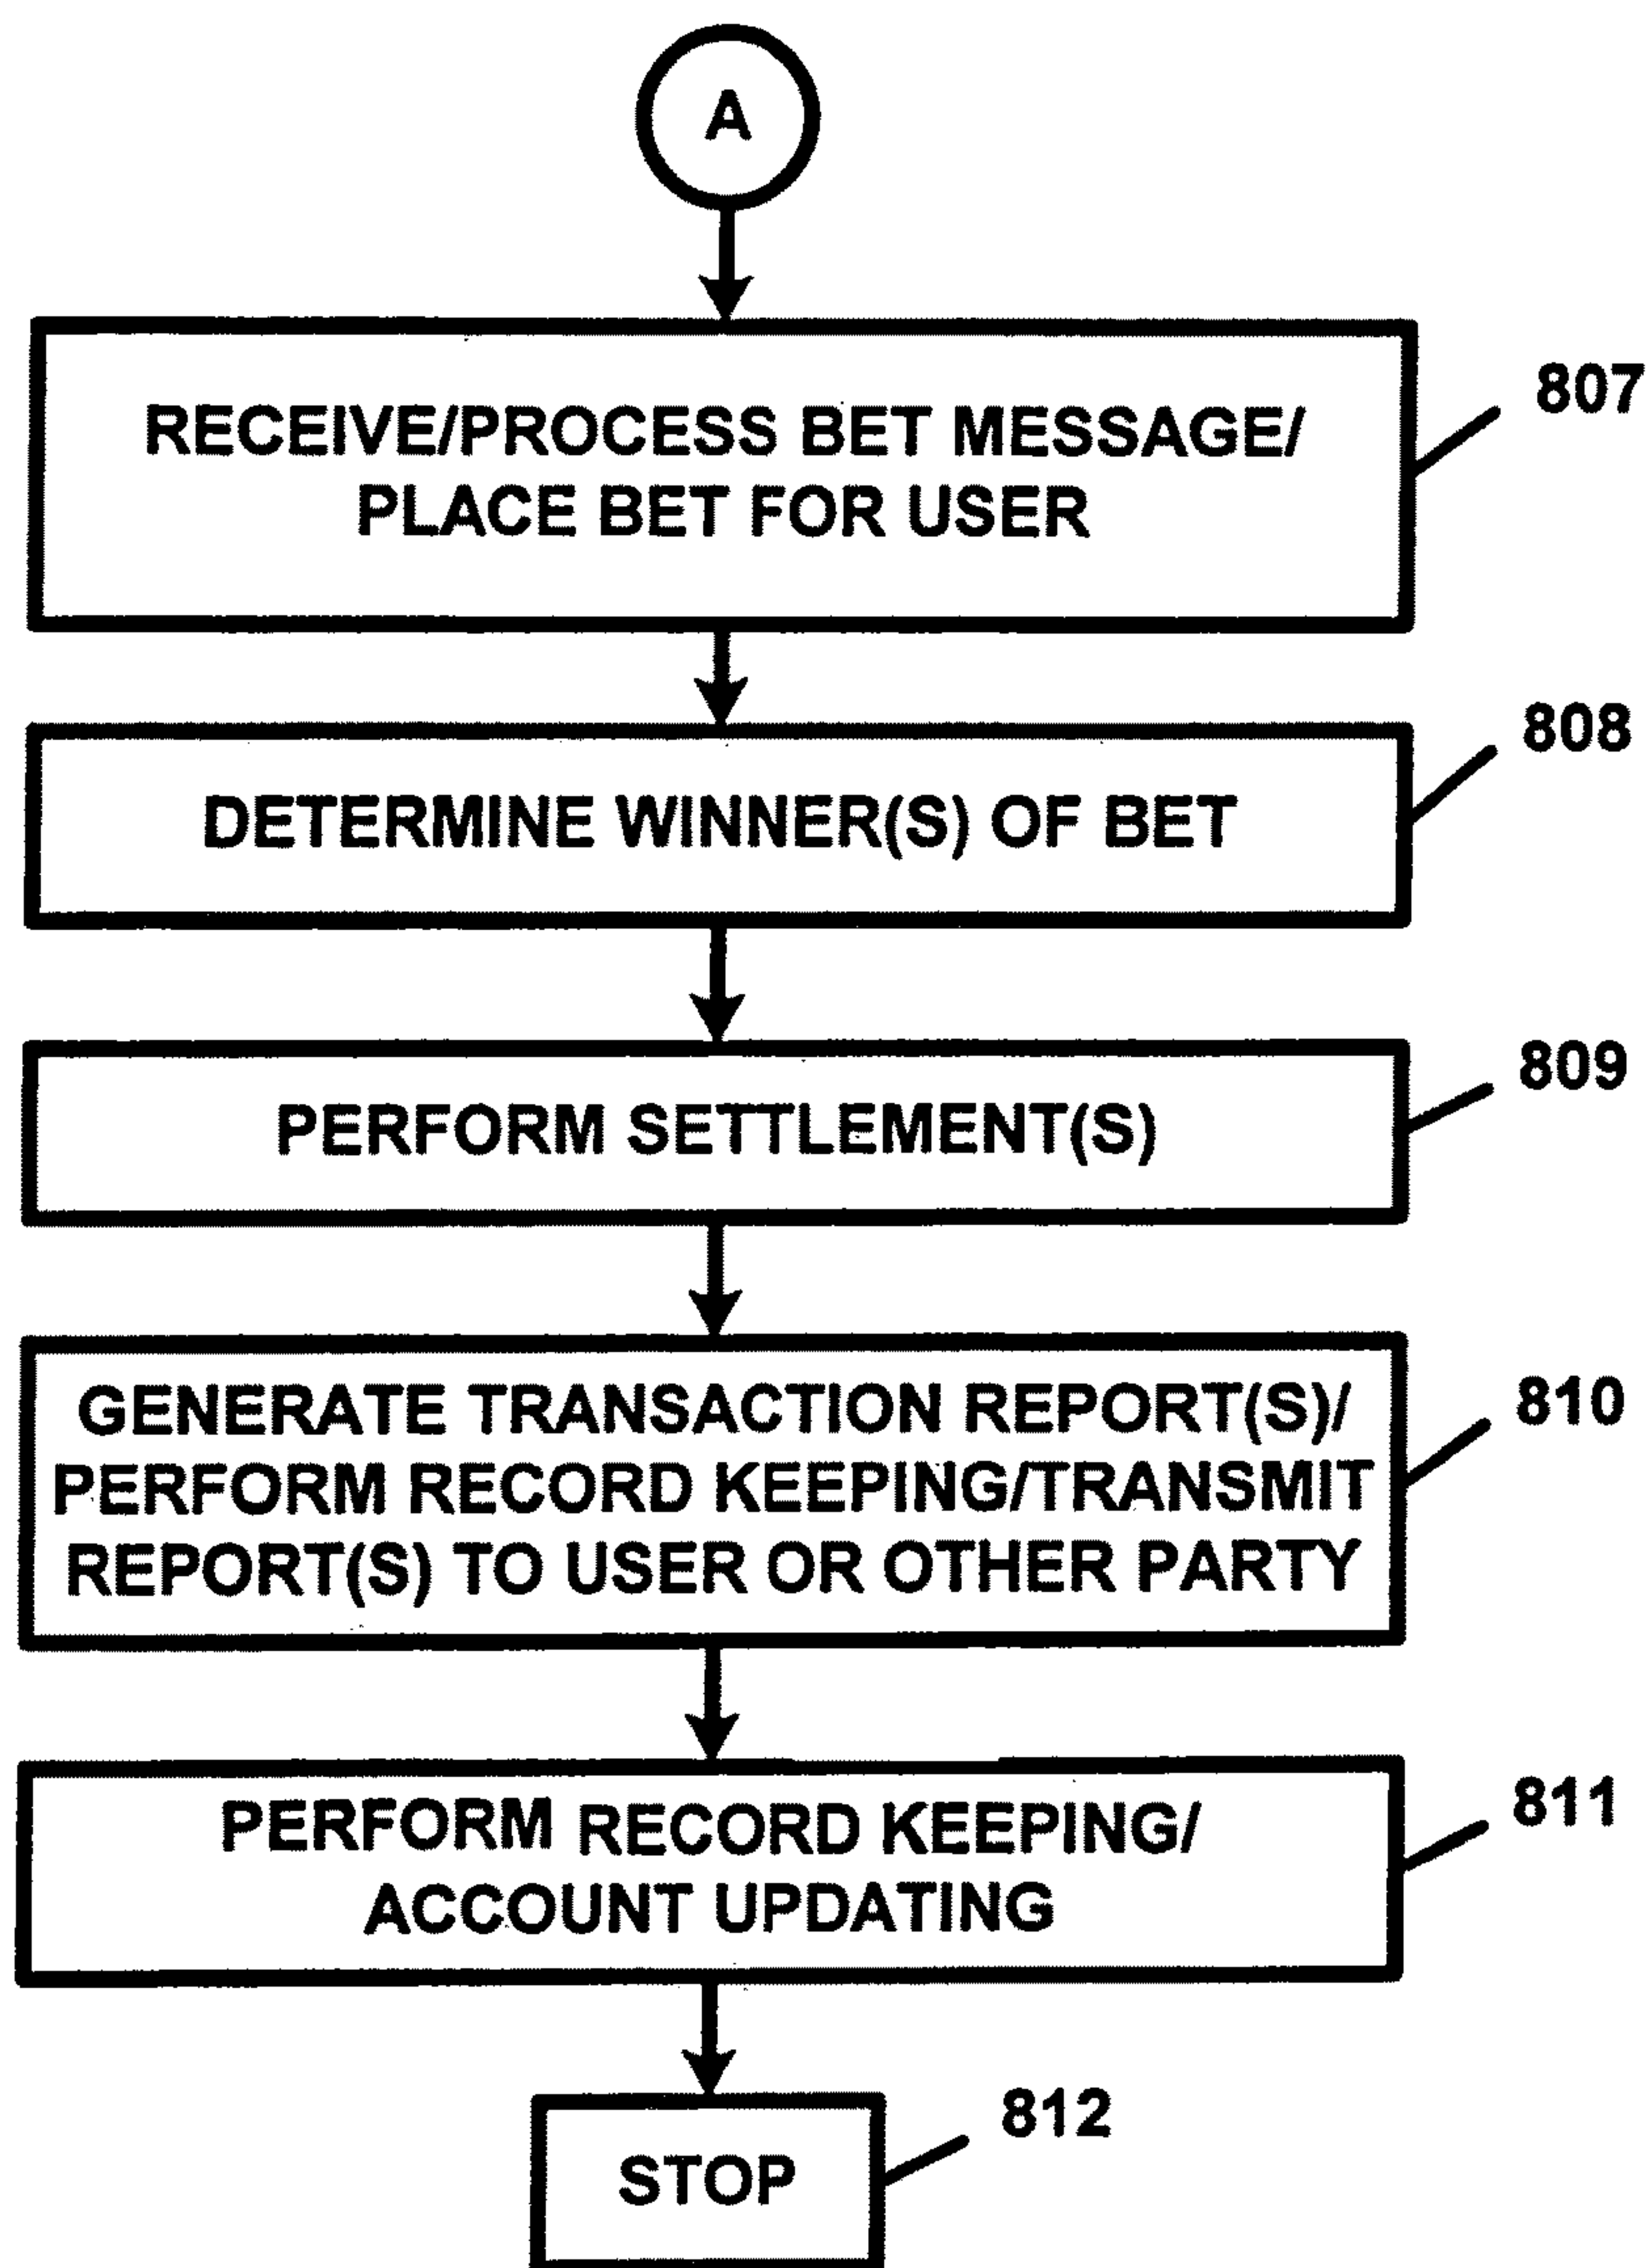 A
RECEIVE/PROCESS BET MESSAGE/
PLACE BET FOR USER
807
DETERMINE WINNER(S) OF BET
808
PERFORM SETTLEMENT(S)
809
GENERATE TRANSACTION REPORT(S)/
PERFORM RECORD KEEPING/TRANSMIT
REPORT(S) TO USER OR OTHER PARTY
810
PERFORM RECORD KEEPING/
ACCOUNT UPDATING
811
STOP
812